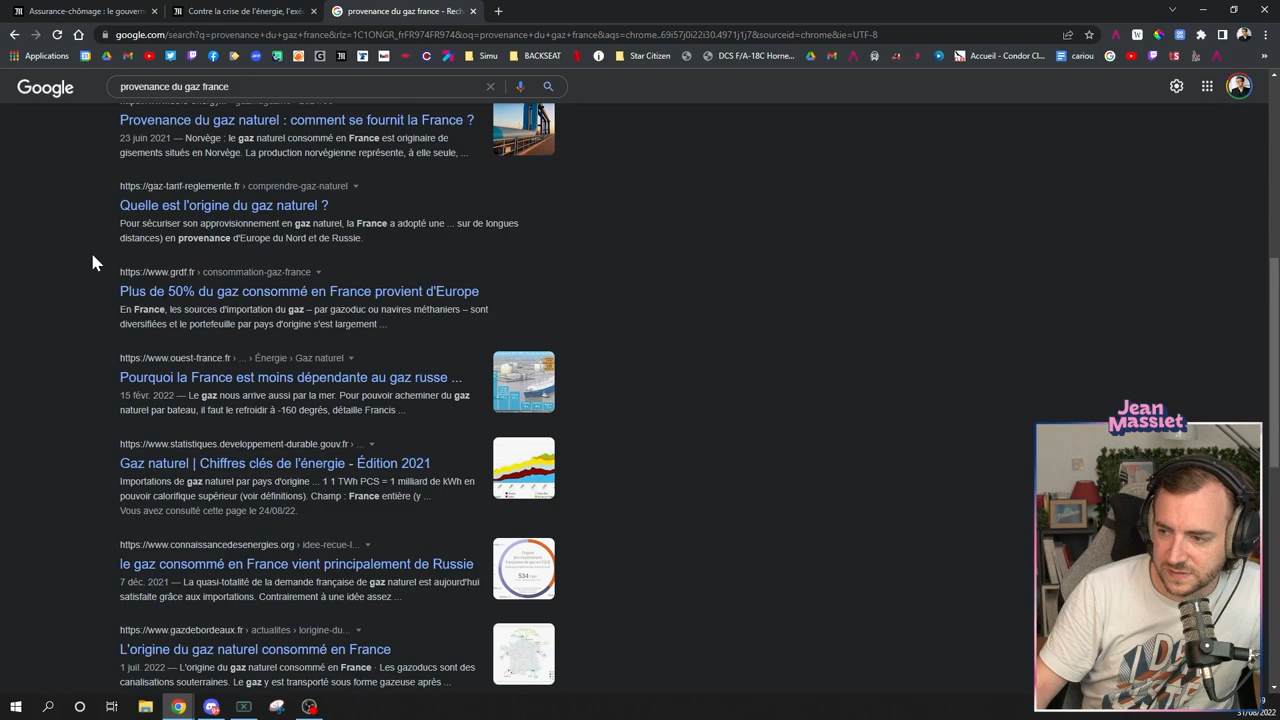 Assurance-chômage : le gouvern
Contre la crise de l'énergie, l'exé
provenance du gaz france - Rech
google.com/search?q=provenance+du+gaz+france&rlz=1C1ONGR_frFR974FR974&oq=provenance+du+gaz+france&aqs=chrome..69i57j0i22i30.4971j1j7&sourceid=chrome&ie=UTF-8
Applications
Simu
BACKSEAT
Star Citizen
DCS F/A-18C Horne...
Accueil - Condor Cl...
cariou
Google
provenance du gaz france
Provenance du gaz naturel : comment se fournit la France ?
23 juin 2021 — Norvège : le gaz naturel consommé en France est originaire de
gisements situés en Norvège. La production norvégienne représente, à elle seule, ...
https://gaz-tarif-reglemente.fr › comprendre-gaz-naturel
Quelle est l'origine du gaz naturel ?
Pour sécuriser son approvisionnement en gaz naturel, la France a adopté une ... sur de longues
distances) en provenance d'Europe du Nord et de Russie.
https://www.grdf.fr › consommation-gaz-france
Plus de 50% du gaz consommé en France provient d'Europe
En France, les sources d'importation du gaz – par gazoduc ou navires méthaniers – sont
diversifiées et le portefeuille par pays d'origine s'est largement ...
https://www.ouest-france.fr › ... › Énergie › Gaz naturel
Pourquoi la France est moins dépendante au gaz russe ...
15 févr. 2022 — Le gaz nous arrive aussi par la mer. Pour pouvoir acheminer du gaz
naturel par bateau, il faut le refroidir à -160 degrés, détaille Francis ...
https://www.statistiques.developpement-durable.gouv.fr › ...
Gaz naturel | Chiffres clés de l'énergie - Édition 2021
Importations de gaz naturel par pays d'origine ... 1 1 TWh PCS = 1 milliard de kWh en
pouvoir calorifique supérieur (voir définitions). Champ : France entière (y ...
Vous avez consulté cette page le 24/08/22.
https://www.connaissancedesenergies.org › idee-recue-l...
le gaz consommé en France vient principalement de Russie
7 déc. 2021 — La quasi-totalité de la demande française de gaz naturel est aujourd'hui
satisfaite grâce aux importations. Contrairement à une idée assez ...
534
https://www.gazdebordeaux.fr › actualites › lorigine-du...
L'origine du gaz naturel consommé en France
1 juil. 2022 — L'origine du gaz naturel consommé en France · Les gazoducs sont des
canalisations souterraines. Le gaz y est transporté sous forme gazeuse après ...
Jean
Massiet
31/08/2022